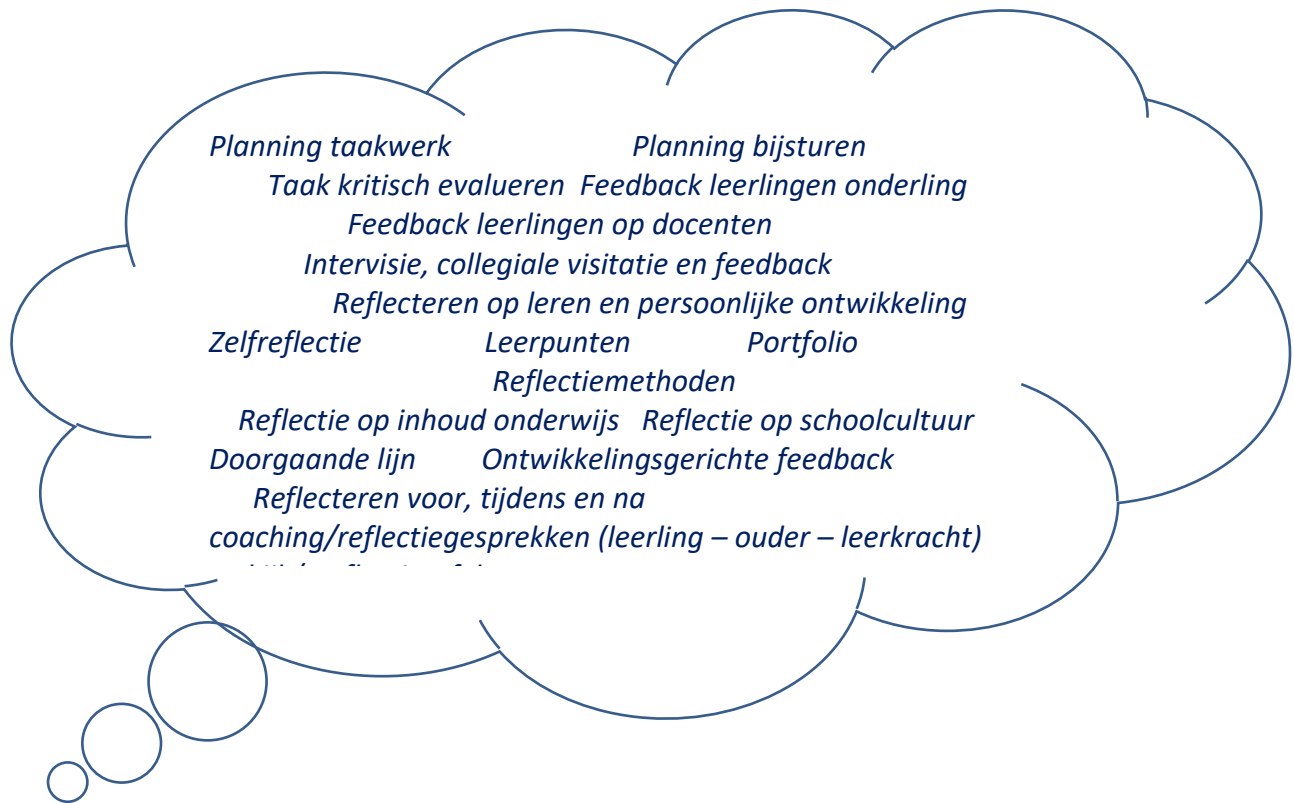 Planning taakwerk Planning bijsturen
Taak kritisch evalueren Feedback leerlingen onderling
Feedback leerlingen op docenten
Intervisie, collegiale visitatie en feedback
Reflecteren op leren en persoonlijke ontwikkeling
Zelfreflectie Leerpunten Portfolio
Reflectiemethoden
Reflectie op inhoud onderwijs Reflectie op schoolcultuur
Doorgaande lijn Ontwikkelingsgerichte feedback
Reflecteren voor, tijdens en na
coaching/reflectiegesprekken (leerling – ouder – leerkracht)